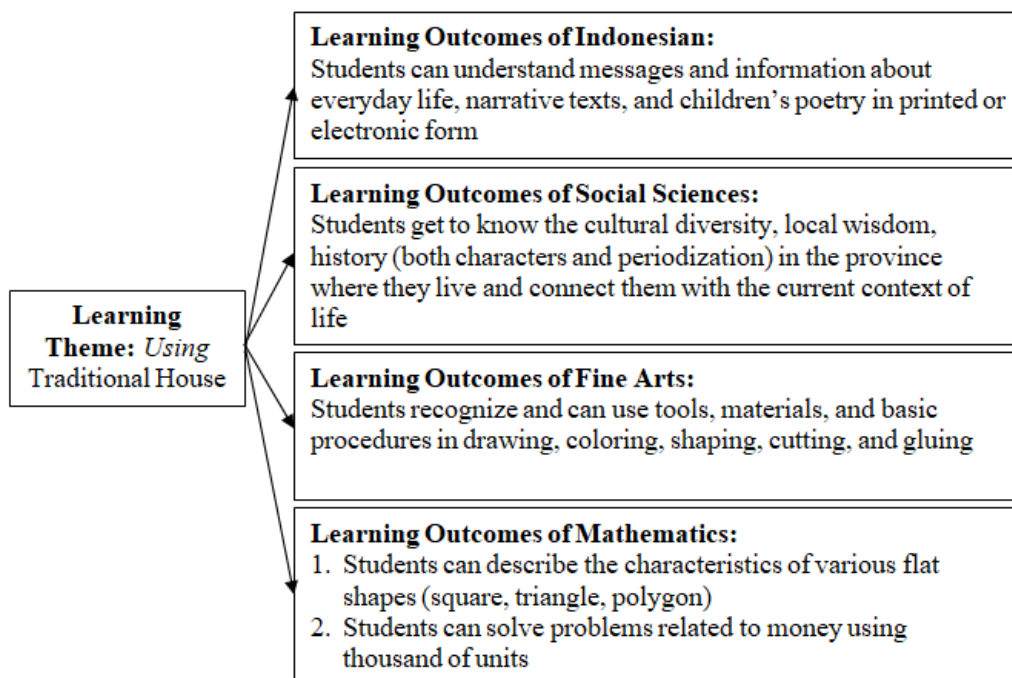 Learning Outcomes of Indonesian:
Students can understand messages and information about
everyday life, narrative texts, and children’s poetry in printed or
electronic form
Learning Outcomes of Social Sciences:
Students get to know the cultural diversity, local wisdom,
history (both characters and periodization) in the province
where they live and connect them with the current context of
life
Learning
Theme: Using
Traditional House
Learning Outcomes of Fine Arts:
Students recognize and can use tools, materials, and basic
procedures in drawing, coloring, shaping, cutting, and gluing
Learning Outcomes of Mathematics:
1. Students can describe the characteristics of various flat
shapes (square, triangle, polygon)
2. Students can solve problems related to money using
thousand of units